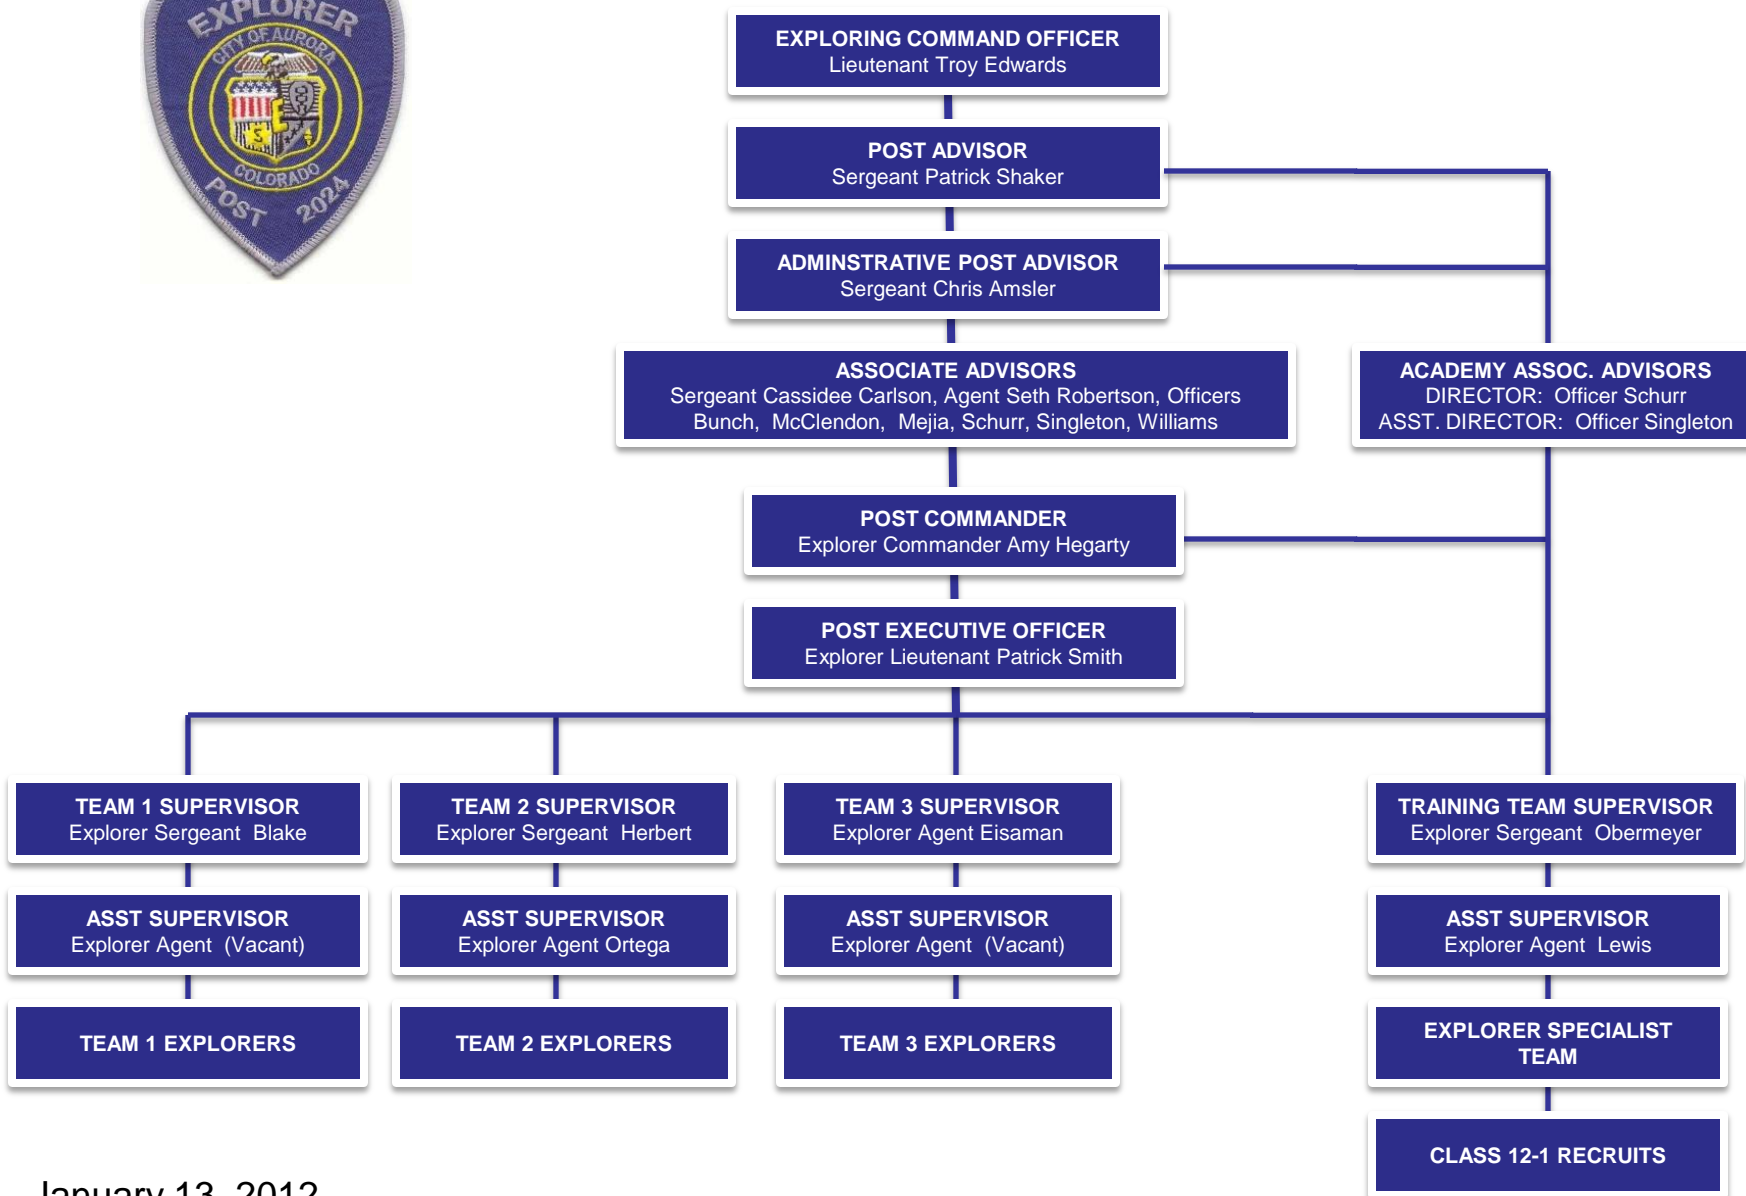 EXPLORER
CITY OF AURORA
COLORADO
POST 2024
EXPLORING COMMAND OFFICER
Lieutenant Troy Edwards
POST ADVISOR
Sergeant Patrick Shaker
ADMINSTRATIVE POST ADVISOR
Sergeant Chris Amsler
ASSOCIATE ADVISORS
Sergeant Cassidee Carlson, Agent Seth Robertson, Officers
Bunch, McClendon, Mejia, Schurr, Singleton, Williams
ACADEMY ASSOC. ADVISORS
DIRECTOR: Officer Schurr
ASST. DIRECTOR: Officer Singleton
POST COMMANDER
Explorer Commander Amy Hegarty
POST EXECUTIVE OFFICER
Explorer Lieutenant Patrick Smith
TEAM 1 SUPERVISOR
Explorer Sergeant Blake
TEAM 2 SUPERVISOR
Explorer Sergeant Herbert
TEAM 3 SUPERVISOR
Explorer Agent Eisaman
TRAINING TEAM SUPERVISOR
Explorer Sergeant Obermeyer
ASST SUPERVISOR
Explorer Agent (Vacant)
ASST SUPERVISOR
Explorer Agent Ortega
ASST SUPERVISOR
Explorer Agent (Vacant)
ASST SUPERVISOR
Explorer Agent Lewis
TEAM 1 EXPLORERS
TEAM 2 EXPLORERS
TEAM 3 EXPLORERS
EXPLORER SPECIALIST
TEAM
CLASS 12-1 RECRUITS
January 13, 2012